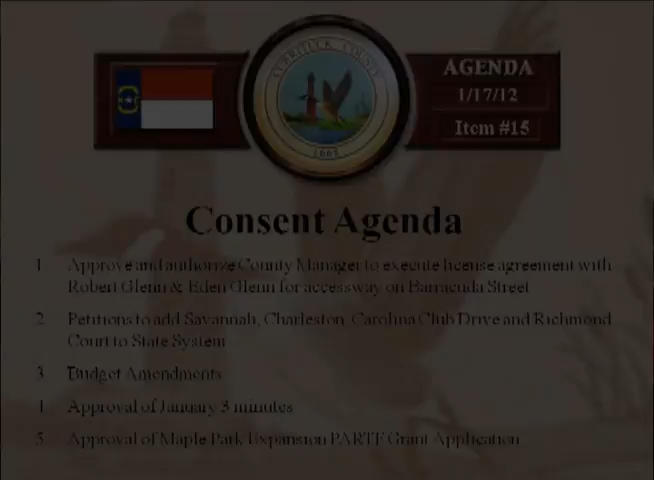 CURRITUCK COUNTY
1668
AGENDA
1/17/12
Item #15
Consent Agenda
1. Approve and authorize County Manager to execute license agreement with
Robert Glenn & Eden Glenn for accessway on Barracuda Street
2. Petitions to add Savannah, Charleston, Carolina Club Drive and Richmond
Court to State System
3. Budget Amendments
4. Approval of January 3 minutes
5. Approval of Maple Park Expansion PARTF Grant Application